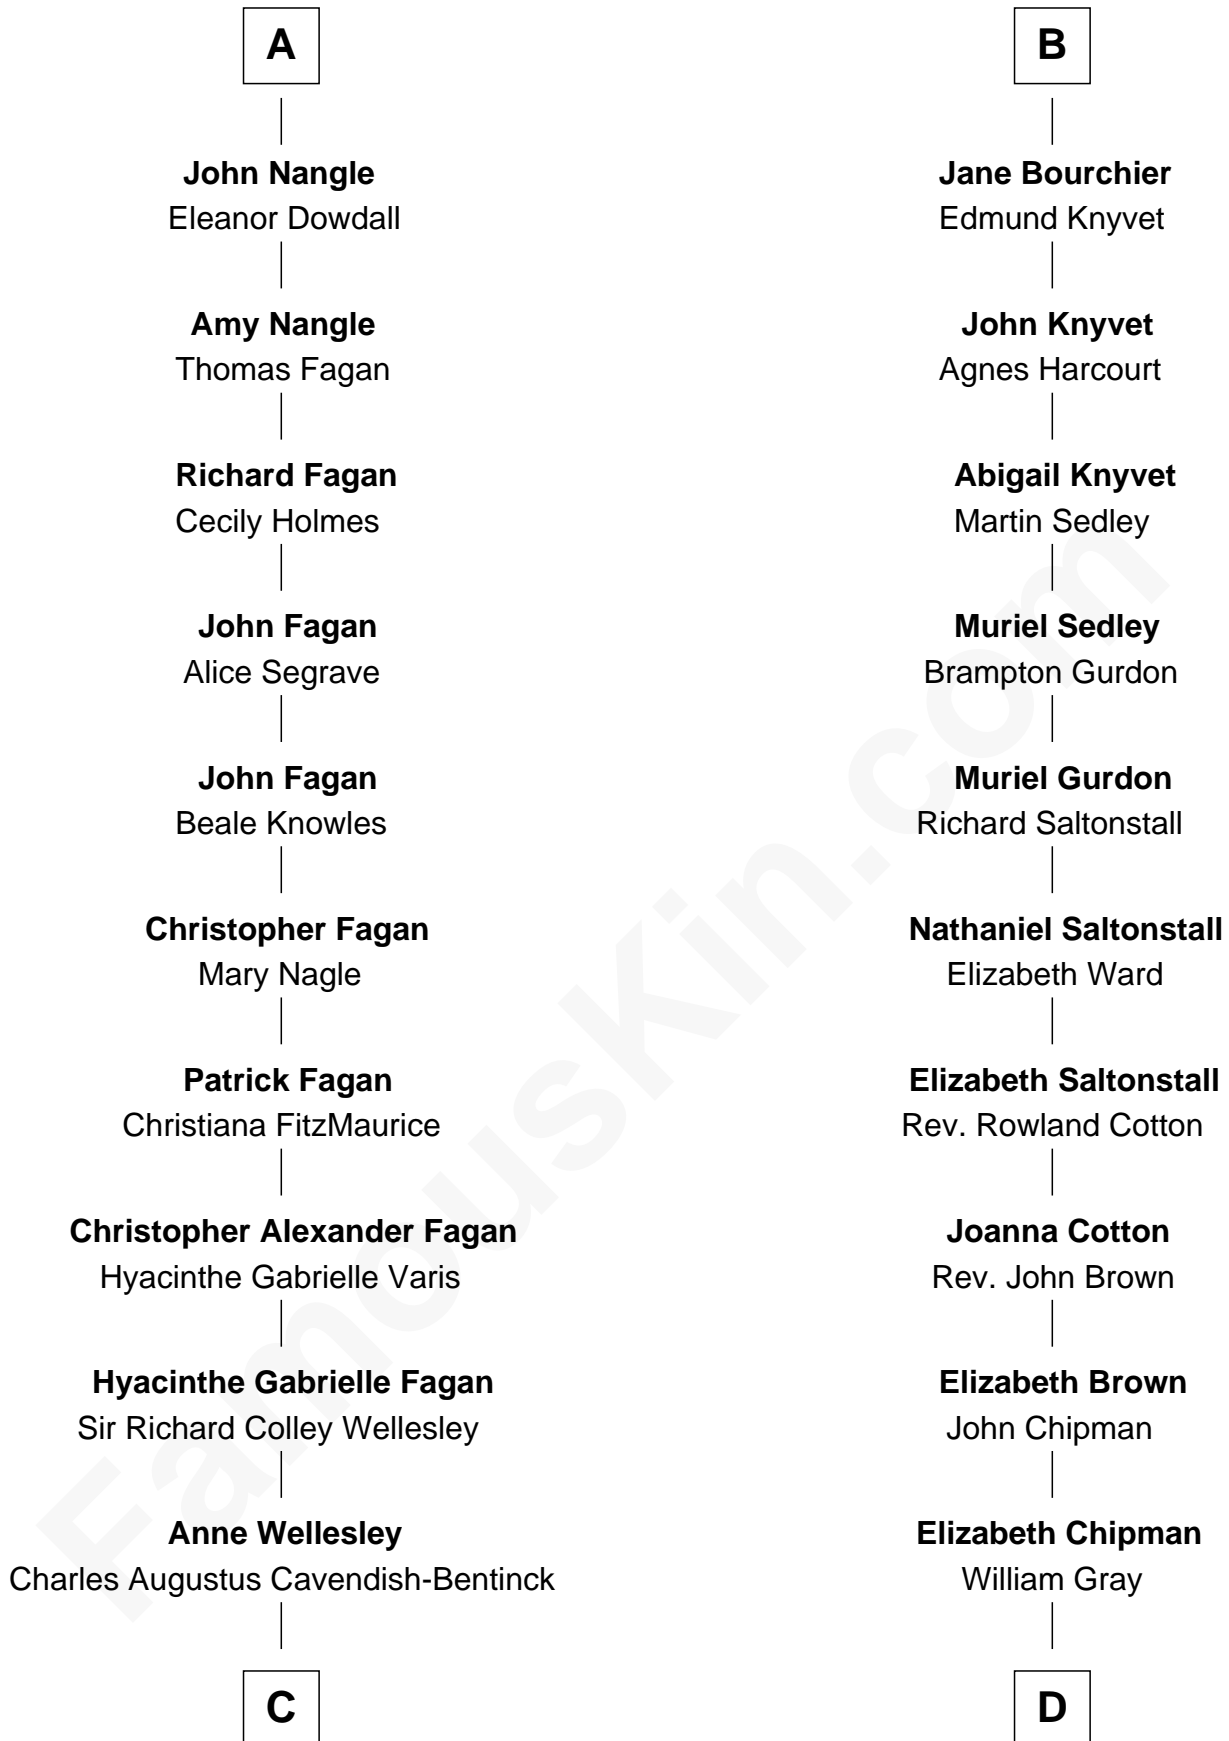 A
John Nangle
Eleanor Dowdall
Amy Nangle
Thomas Fagan
Richard Fagan
Cecily Holmes
John Fagan
Alice Segrave
John Fagan
Beale Knowles
Christopher Fagan
Mary Nagle
Patrick Fagan
Christiana FitzMaurice
Christopher Alexander Fagan
Hyacinthe Gabrielle Varis
Hyacinthe Gabrielle Fagan
Sir Richard Colley Wellesley
Anne Wellesley
Charles Augustus Cavendish-Bentinck
C
B
Jane Bourchier
Edmund Knyvet
John Knyvet
Agnes Harcourt
Abigail Knyvet
Martin Sedley
Muriel Sedley
Brampton Gurdon
Muriel Gurdon
Richard Saltonstall
Nathaniel Saltonstall
Elizabeth Ward
Elizabeth Saltonstall
Rev. Rowland Cotton
Joanna Cotton
Rev. John Brown
Elizabeth Brown
John Chipman
Elizabeth Chipman
William Gray
D
FamousKin.com